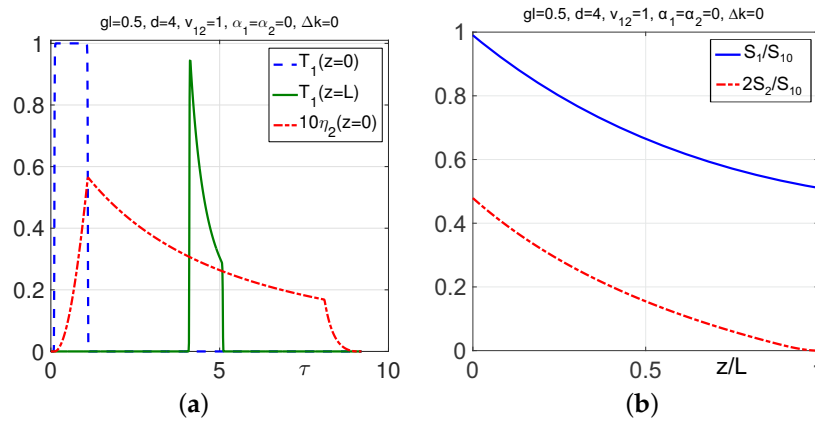 gl=0.5, d=4, v₁₂=1, α₁=α₂=0, Δk=0
1
0.8
0.6
0.4
0.2
0
0
5
10
τ
T₁(z=0)
T₁(z=L)
10η₂(z=0)
(a)
gl=0.5, d=4, v₁₂=1, α₁=α₂=0, Δk=0
1
0.8
0.6
0.4
0.2
0
0
0.5
z/L
S₁/S₁₀
2S₂/S₁₀
(b)